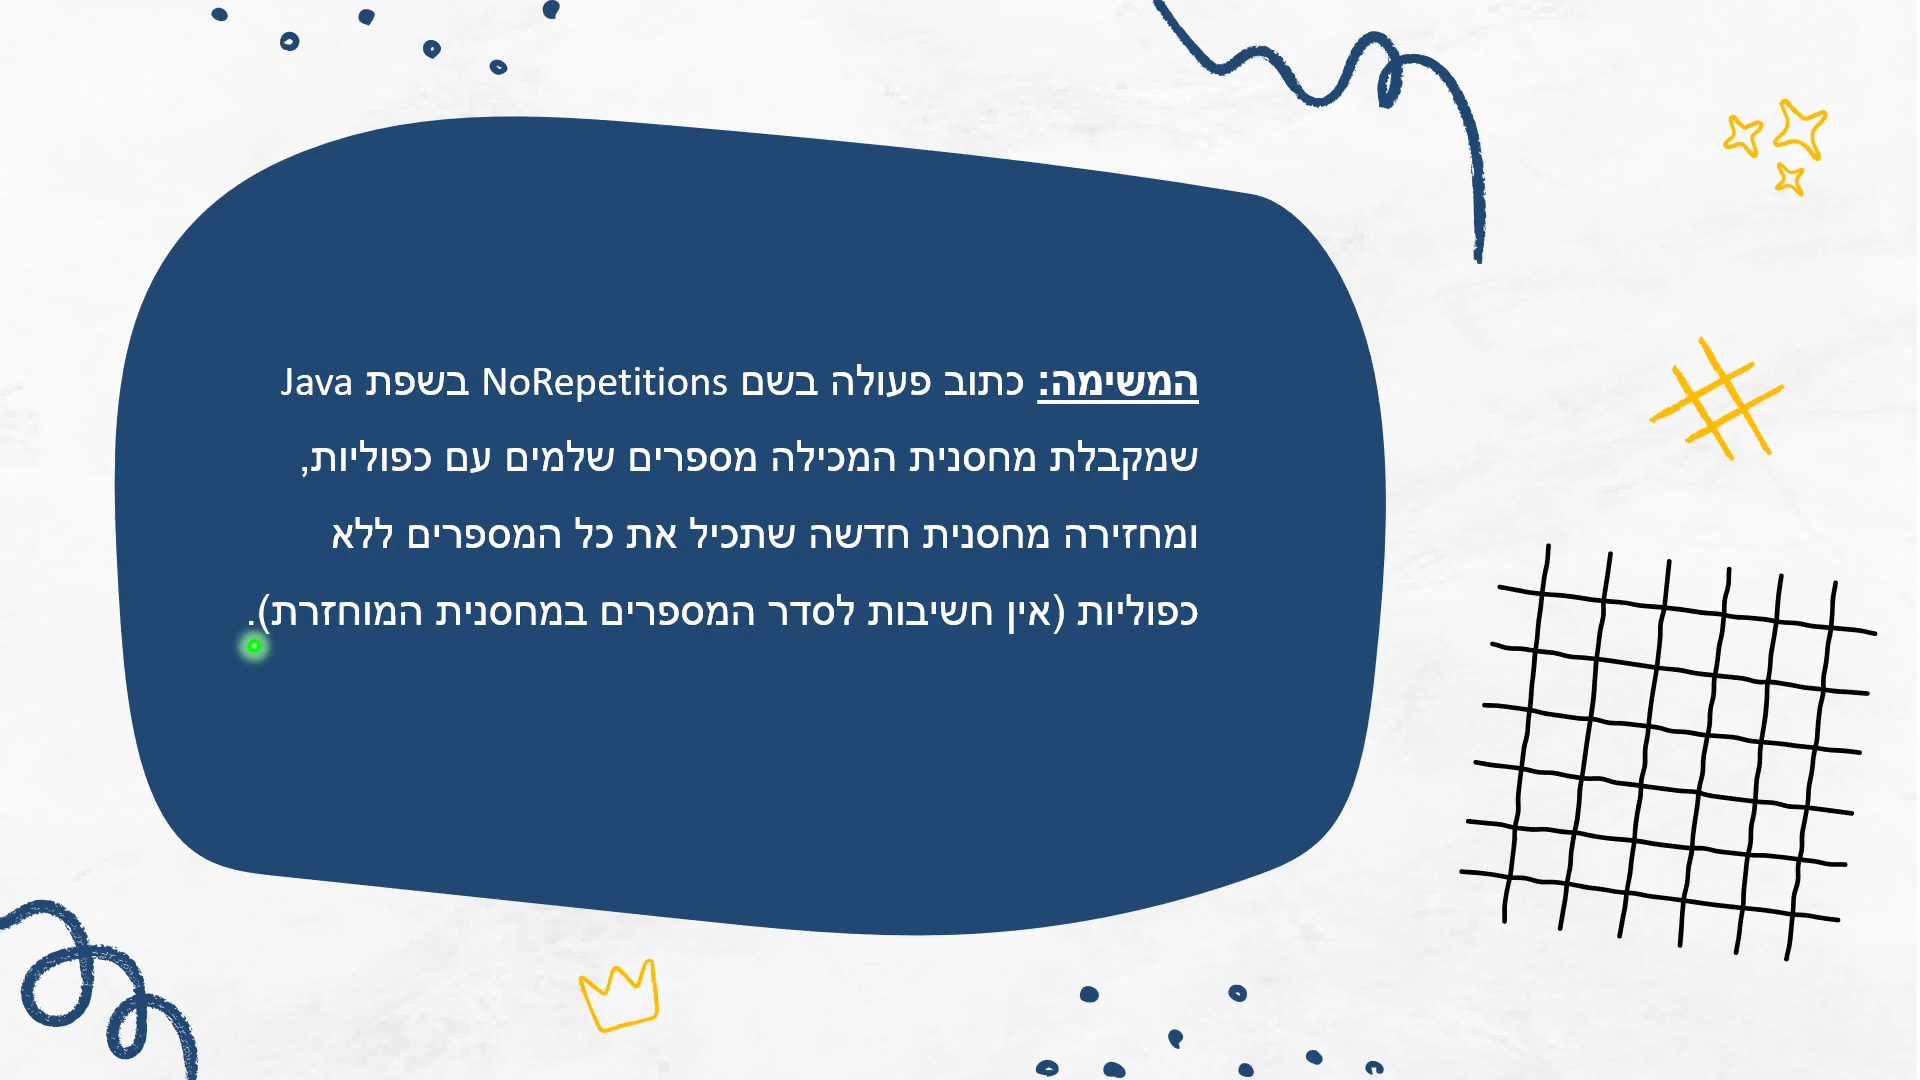 המשימה: כתוב פעולה בשם NoRepetitions בשפת Java
שמקבלת מחסנית המכילה מספרים שלמים עם כפוליות,
ומחזירה מחסנית חדשה שתכיל את כל המספרים ללא
כפוליות (אין חשיבות לסדר המספרים במחסנית המוחזרת).